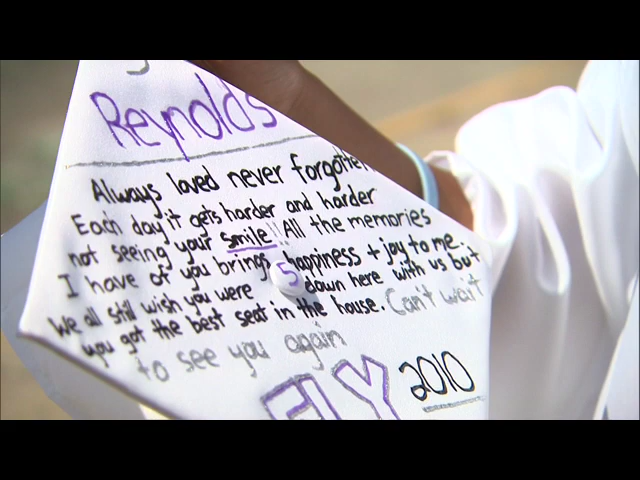 Reynolds
Always loved never forgotten
Each day it gets harder and harder
not seeing your smile!! All the memories
I have of you brings happiness + joy to me.
We all still wish you were 5 down here with us but
you got the best seat in the house. Can't wait
to see you again
FLY 2010